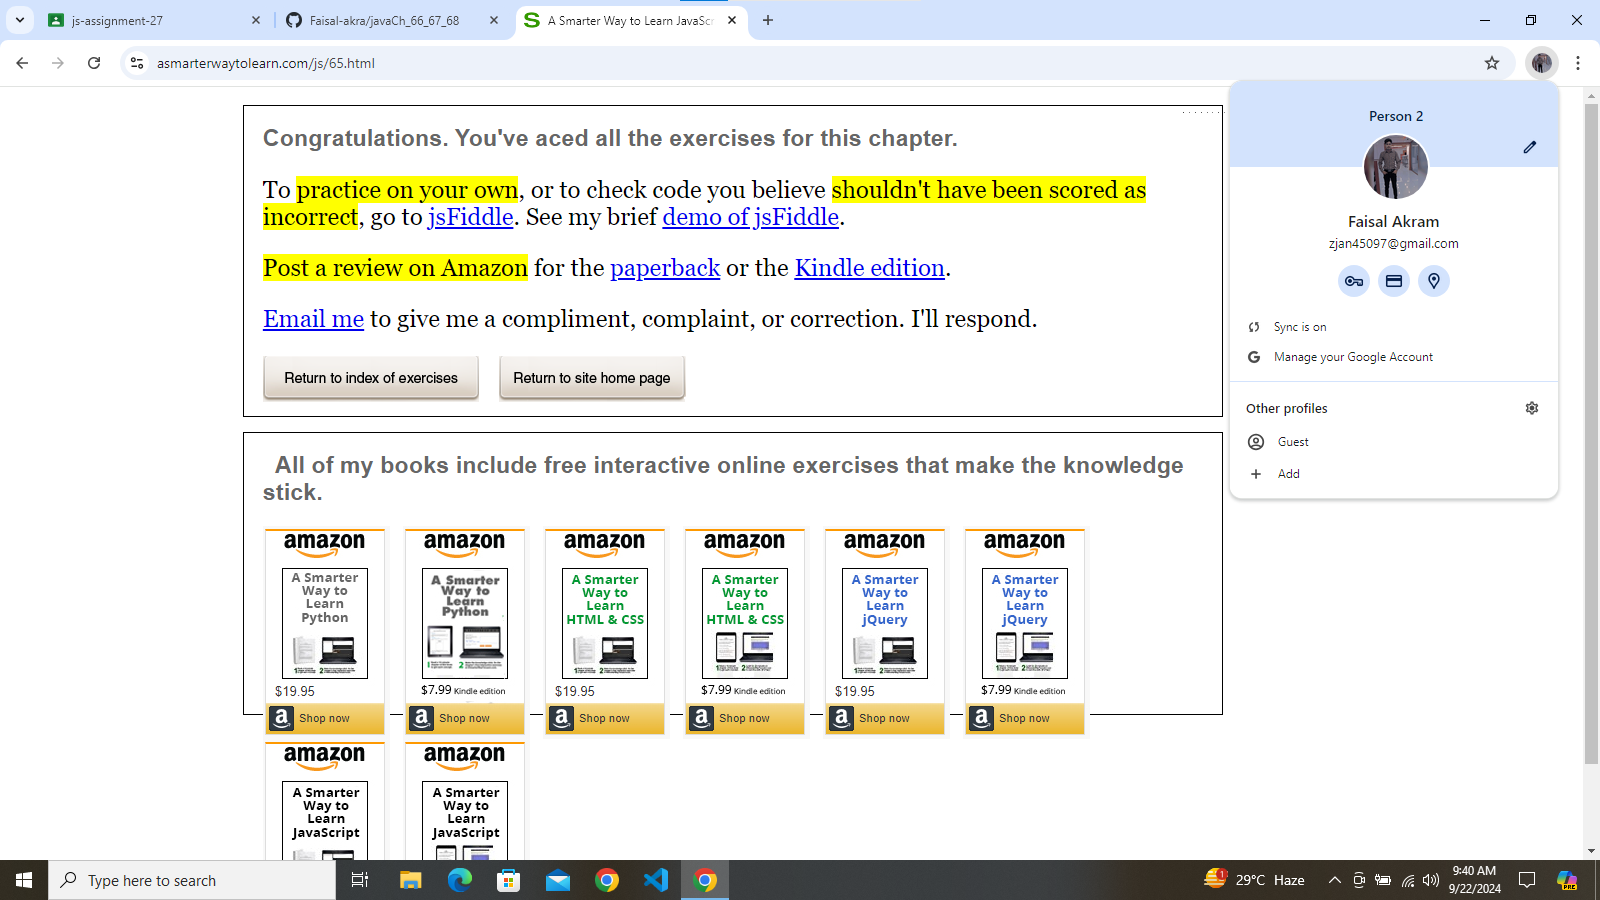 js-assignment-27
Faisal-akra/javaCh_66_67_68
A Smarter Way to Learn JavaSc
asmarterwaytolearn.com/js/65.html
Congratulations. You've aced all the exercises for this chapter.
To practice on your own, or to check code you believe shouldn't have been scored as
incorrect, go to jsFiddle. See my brief demo of jsFiddle.
Post a review on Amazon for the paperback or the Kindle edition.
Email me to give me a compliment, complaint, or correction. I'll respond.
Return to index of exercises
Return to site home page
Person 2
Faisal Akram
zjan45097@gmail.com
Sync is on
Manage your Google Account
Other profiles
Guest
Add
All of my books include free interactive online exercises that make the knowledge
stick.
amazon
A Smarter
Way to
Learn
Python
$19.95
Shop now
amazon
A Smarter
Way to
Learn
Python
$7.99 Kindle edition
Shop now
amazon
A Smarter
Way to
Learn
HTML & CSS
$19.95
Shop now
amazon
A Smarter
Way to
Learn
HTML & CSS
$7.99 Kindle edition
Shop now
amazon
A Smarter
Way to
Learn
jQuery
$19.95
Shop now
amazon
A Smarter
Way to
Learn
jQuery
$7.99 Kindle edition
Shop now
amazon
A Smarter
Way to
Learn
JavaScript
amazon
A Smarter
Way to
Learn
JavaScript
Type here to search
29°C Haze
9:40 AM
9/22/2024